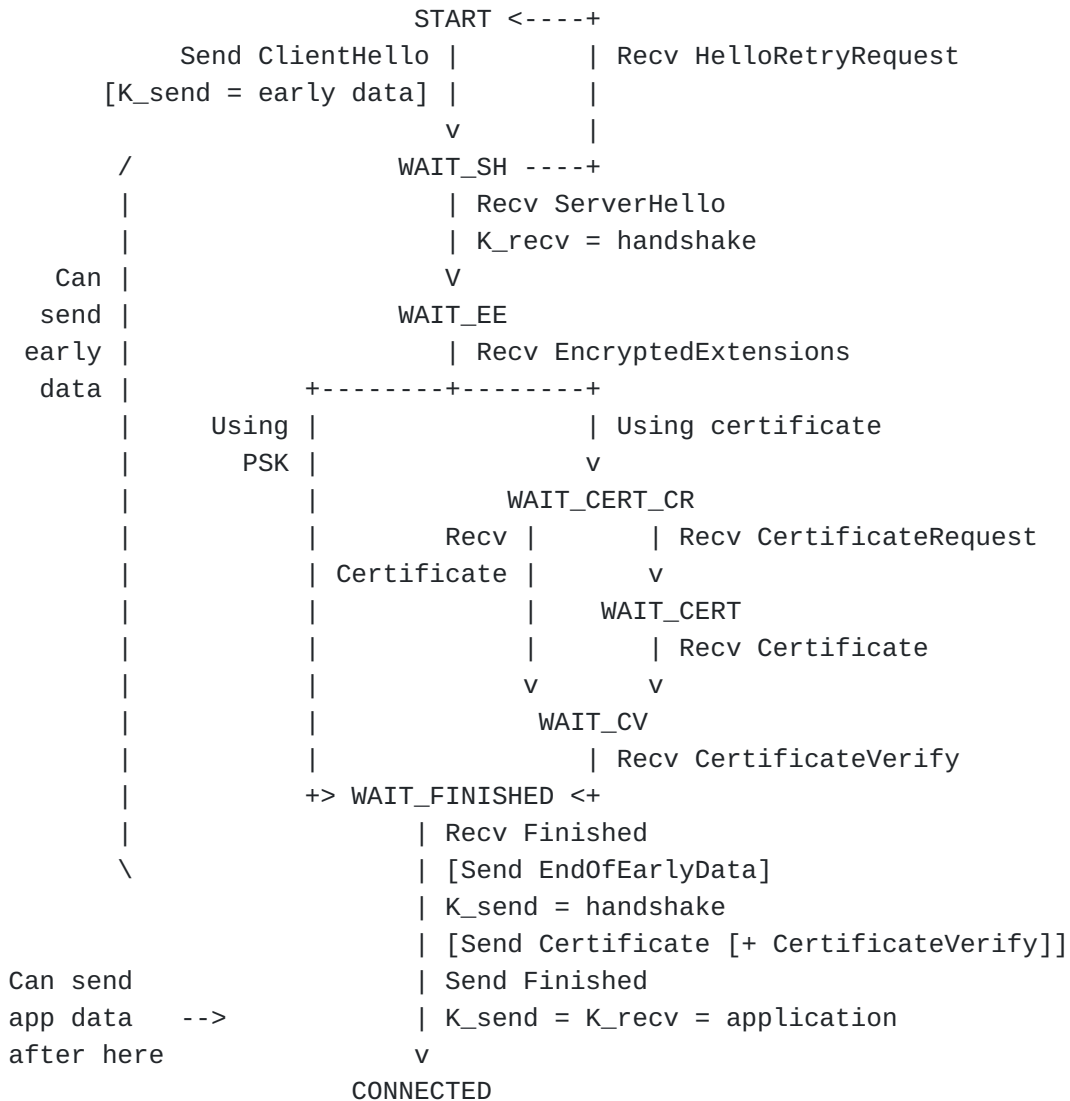 START <----+
Send ClientHello | | Recv HelloRetryRequest
[K_send = early data] | |
v |
/ WAIT_SH ----+
| | Recv ServerHello
| | K_recv = handshake
Can | V
send | WAIT_EE
early | | Recv EncryptedExtensions
data | +--------+--------+
| Using | | Using certificate
| PSK | v
| | WAIT_CERT_CR
| | Recv | | Recv CertificateRequest
| | Certificate | v
| | | WAIT_CERT
| | | | Recv Certificate
| | v v
| | WAIT_CV
| | | Recv CertificateVerify
| +> WAIT_FINISHED <+
| | Recv Finished
\ | [Send EndOfEarlyData]
| K_send = handshake
| [Send Certificate [+ CertificateVerify]]
Can send | Send Finished
app data --> | K_send = K_recv = application
after here v
CONNECTED